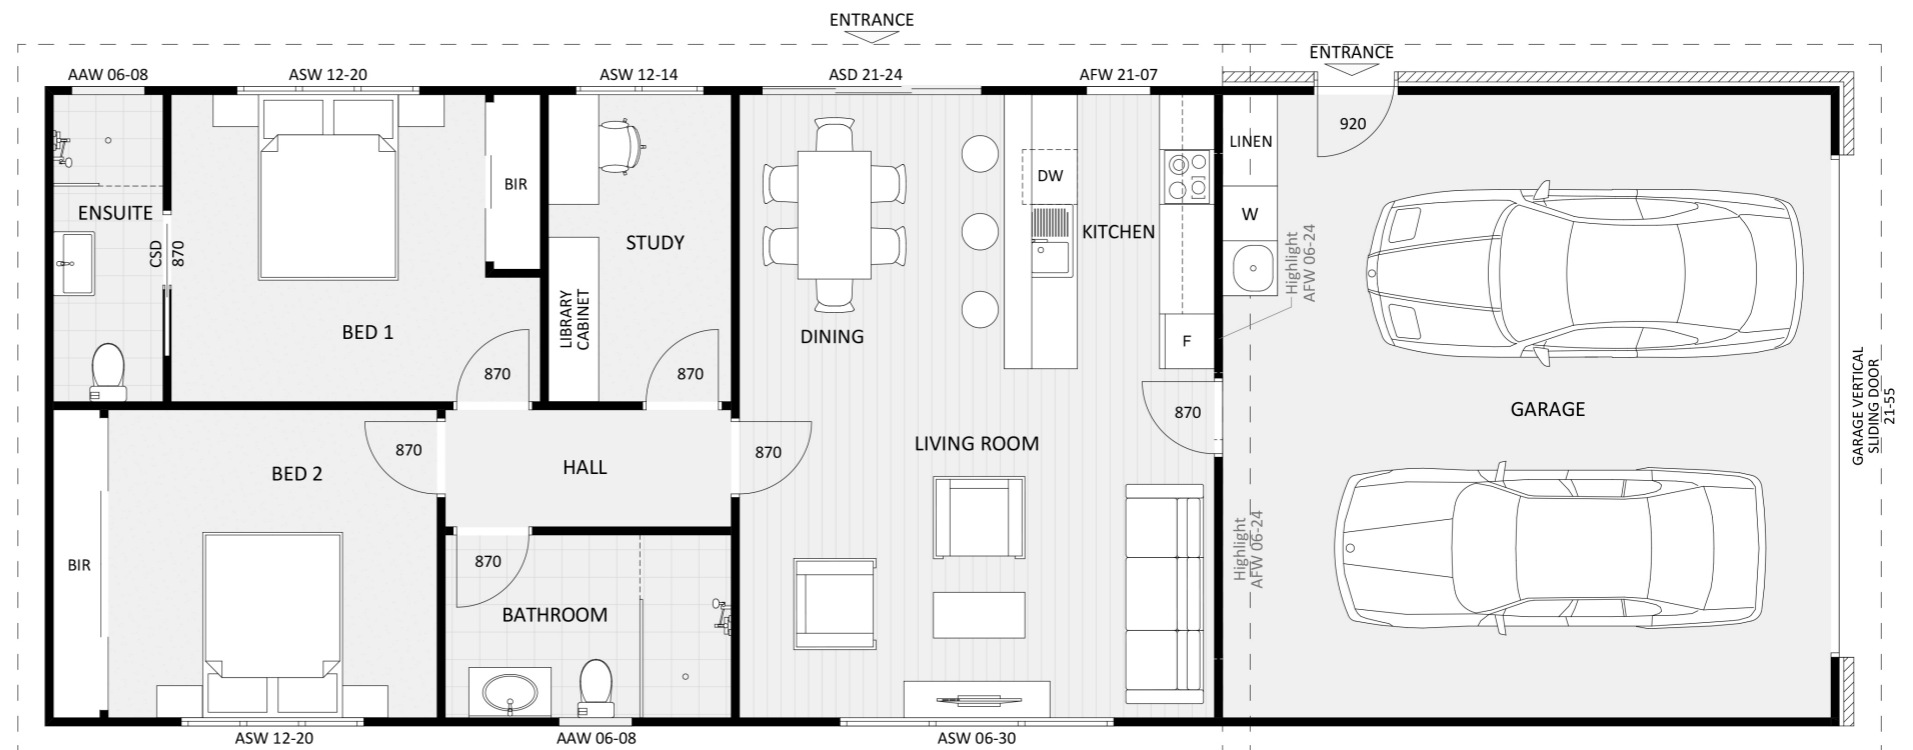 ENTRANCE
ENTRANCE
AAW 06-08
ASW 12-20
ASW 12-14
ASD 21-24
AFW 21-07
920
LINEN
BIR
DW
W
ENSUITE
CSD
870
STUDY
KITCHEN
Highlight
AFW 06-24
LIBRARY
CABINET
BED 1
DINING
F
870
870
870
GARAGE
GARAGE VERTICAL
SLIDING DOOR
21-55
870
870
LIVING ROOM
BED 2
HALL
Highlight
AFW 06-24
BIR
870
BATHROOM
ASW 12-20
AAW 06-08
ASW 06-30